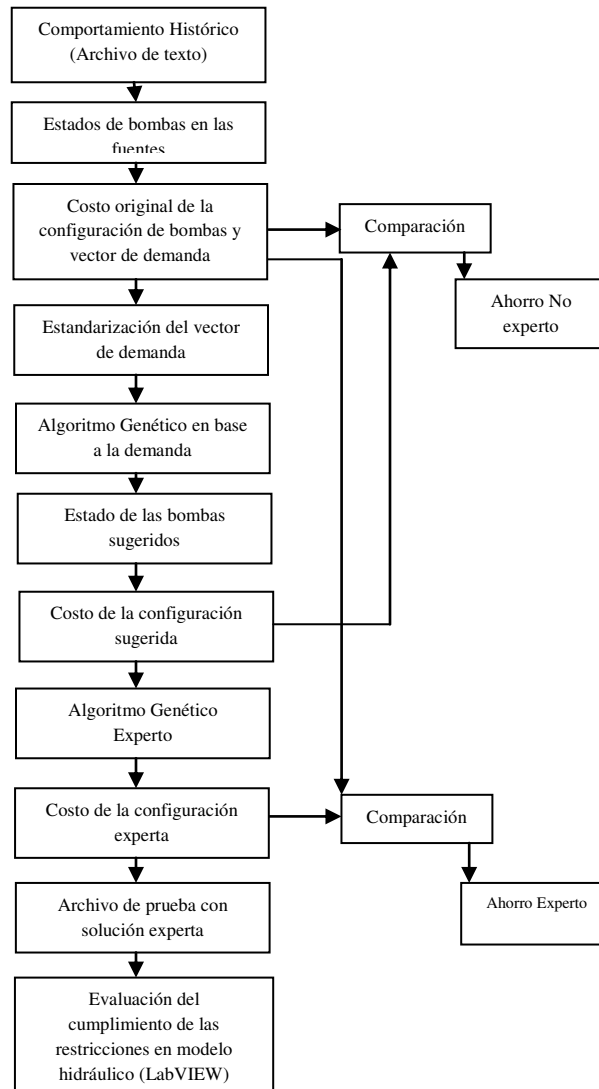 Comportamiento Histórico
(Archivo de texto)
Estados de bombas en las
fuentes
Costo original de la
configuración de bombas y
vector de demanda
Comparación
Ahorro No
experto
Estandarización del vector
de demanda
Algoritmo Genético en base
a la demanda
Estado de las bombas
sugeridos
Costo de la configuración
sugerida
Algoritmo Genético
Experto
Costo de la configuración
experta
Comparación
Ahorro Experto
Archivo de prueba con
solución experta
Evaluación del
cumplimiento de las
restricciones en modelo
hidráulico (LabVIEW)